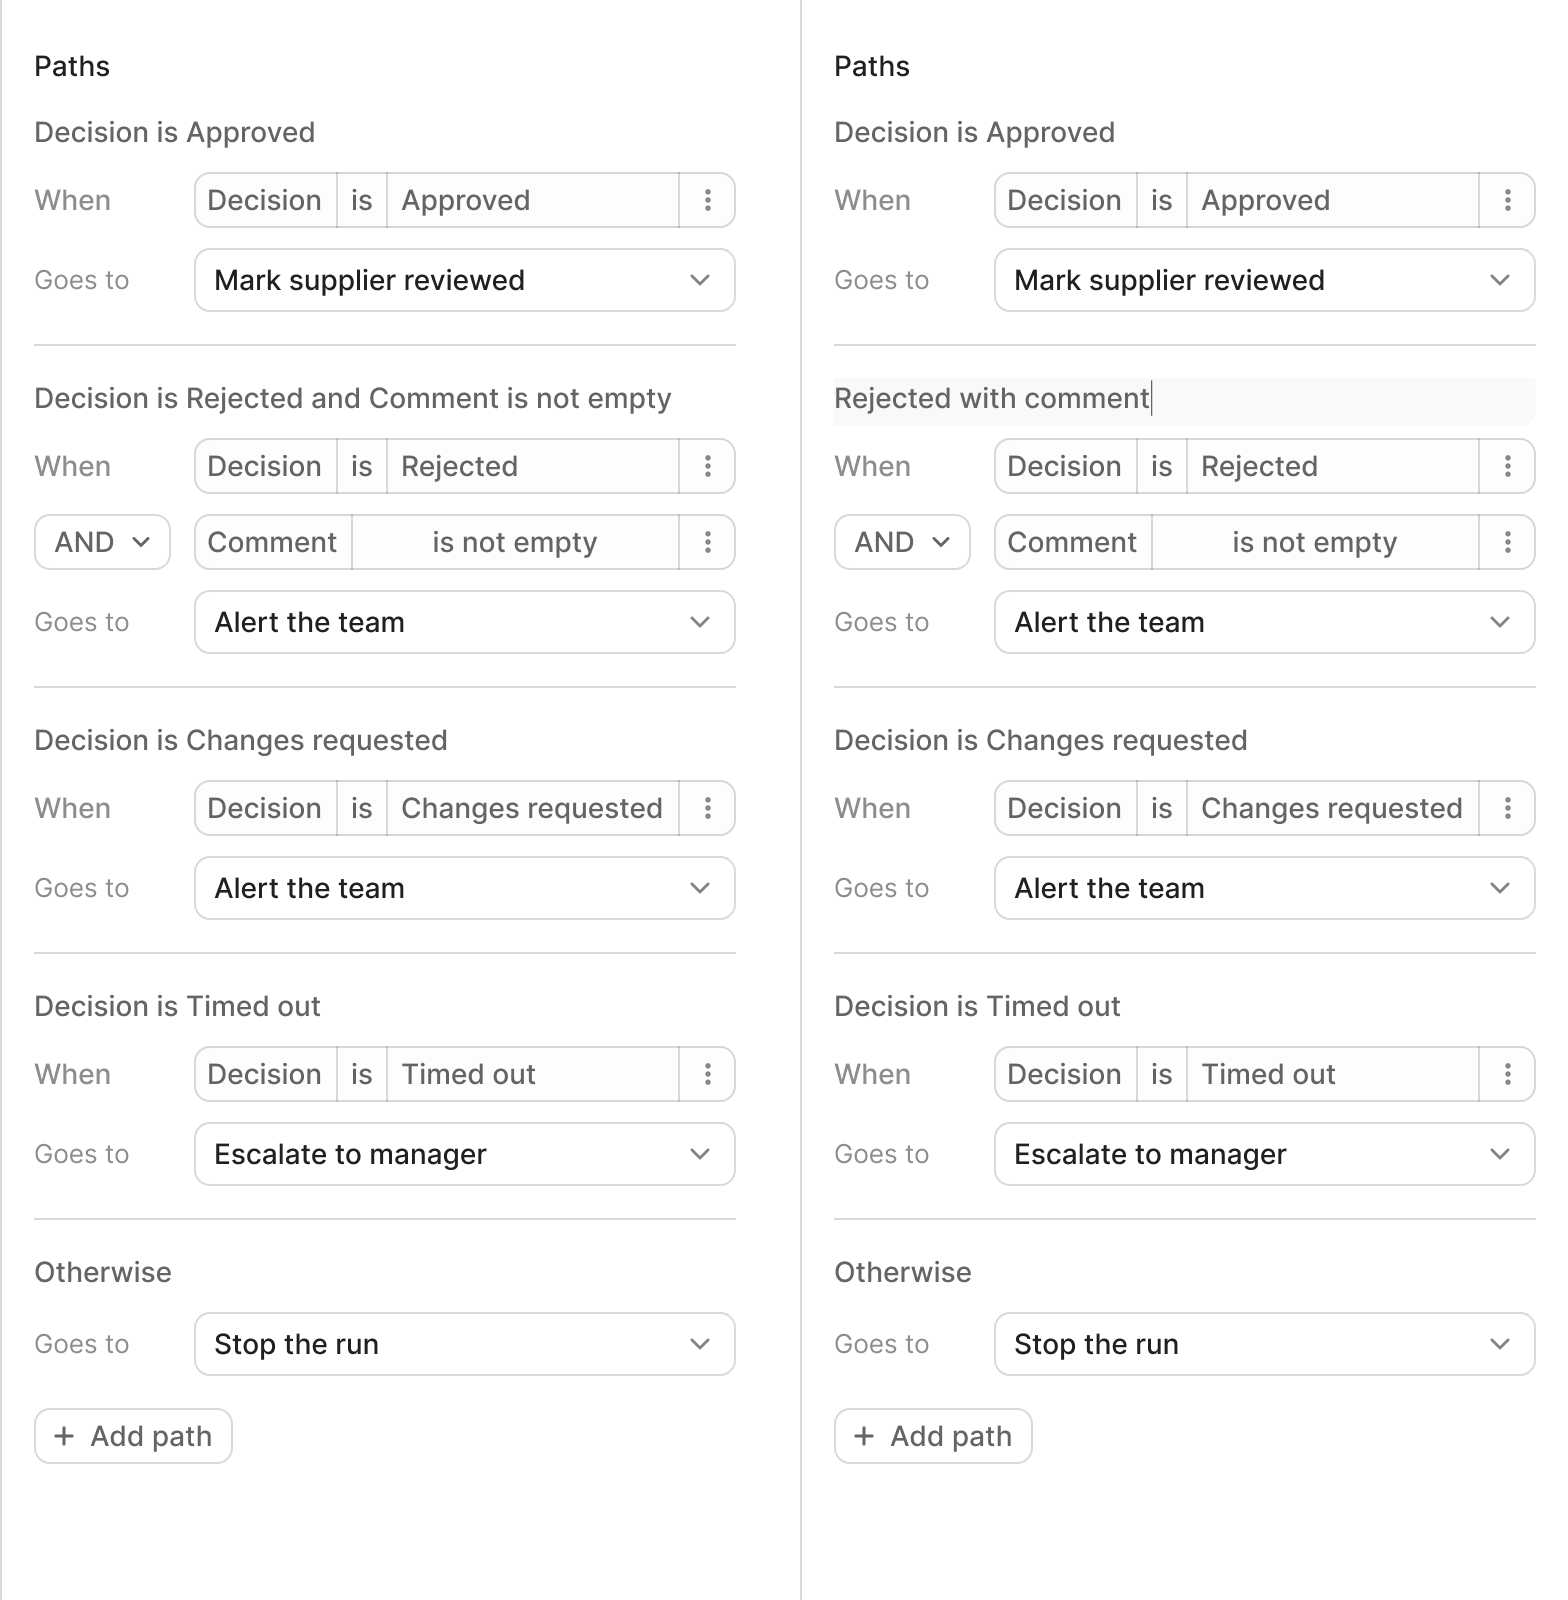 Paths
Decision is Approved
When Decision is Approved
Goes to Mark supplier reviewed
Decision is Rejected and Comment is not empty
When Decision is Rejected
AND Comment is not empty
Goes to Alert the team
Decision is Changes requested
When Decision is Changes requested
Goes to Alert the team
Decision is Timed out
When Decision is Timed out
Goes to Escalate to manager
Otherwise
Goes to Stop the run
+ Add path
Paths
Decision is Approved
When Decision is Approved
Goes to Mark supplier reviewed
Rejected with comment
When Decision is Rejected
AND Comment is not empty
Goes to Alert the team
Decision is Changes requested
When Decision is Changes requested
Goes to Alert the team
Decision is Timed out
When Decision is Timed out
Goes to Escalate to manager
Otherwise
Goes to Stop the run
+ Add path